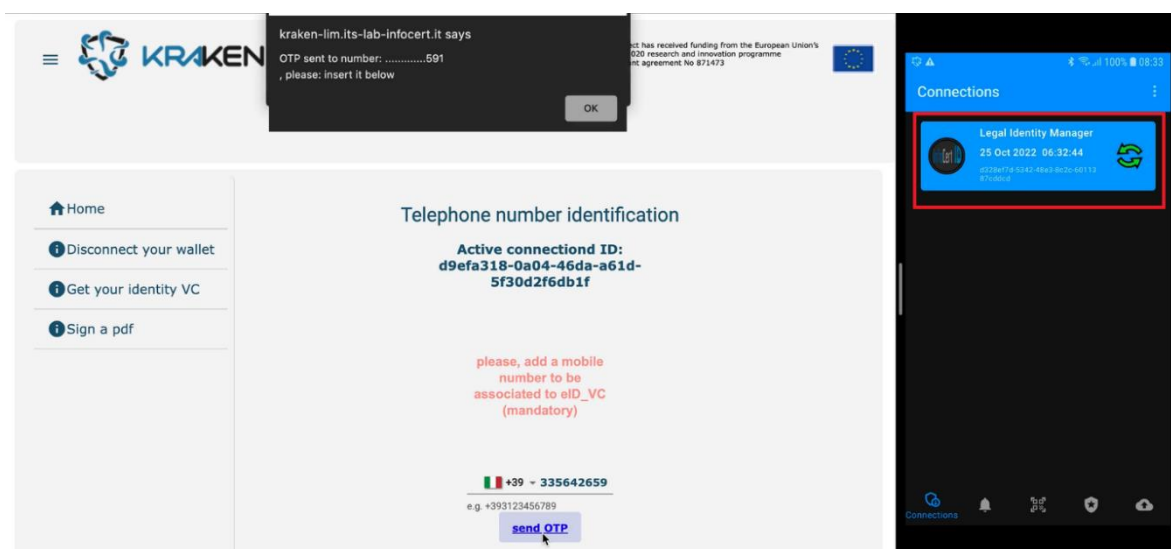 KRAKEN
kraken-lim.its-lab-infocert.it says
OTP sent to number: .............591
, please: insert it below
OK
ct has received funding from the European Union's
020 research and innovation programme
nt agreement No 871473
Home
Disconnect your wallet
Get your identity VC
Sign a pdf
Telephone number identification
Active connectiond ID:
d9efa318-0a04-46da-a61d-
5f30d2f6db1f
please, add a mobile
number to be
associated to eID_VC
(mandatory)
+39 - 335642659
e.g. +393123456789
send OTP
100% 08:33
Connections
Legal Identity Manager
25 Oct 2022 06:32:44
Connections